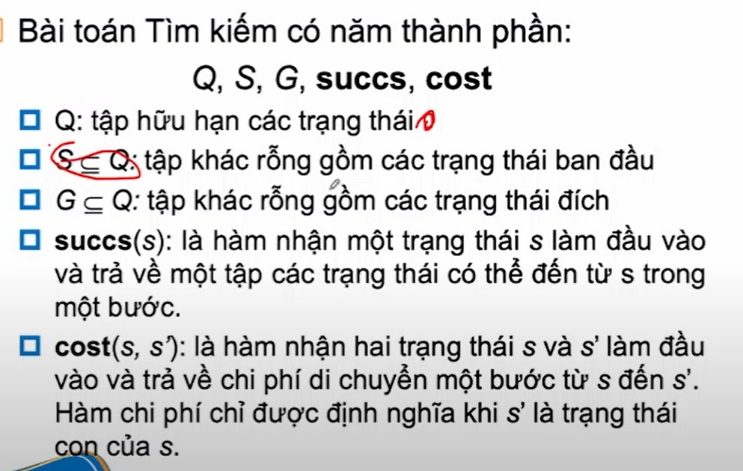 Bài toán Tìm kiếm có năm thành phần:
Q, S, G, succs, cost
Q: tập hữu hạn các trạng thái
S ⊆ Q: tập khác rỗng gồm các trạng thái ban đầu
G ⊆ Q: tập khác rỗng gồm các trạng thái đích
succs(s): là hàm nhận một trạng thái s làm đầu vào
và trả về một tập các trạng thái có thể đến từ s trong
một bước.
cost(s, s’): là hàm nhận hai trạng thái s và s’ làm đầu
vào và trả về chi phí di chuyển một bước từ s đến s’.
Hàm chi phí chỉ được định nghĩa khi s’ là trạng thái
con của s.